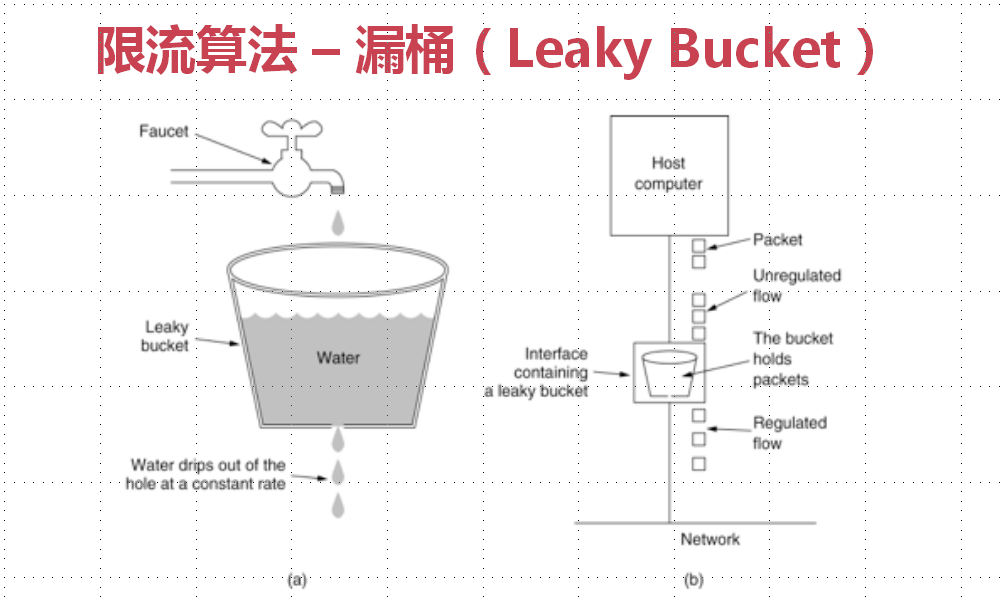 限流算法 – 漏桶（Leaky Bucket）
Faucet
Leaky
bucket
Water
Water drips out of the
hole at a constant rate
(a)
Host
computer
Packet
Unregulated
flow
The bucket
holds
packets
Interface
containing
a leaky bucket
Regulated
flow
Network
(b)